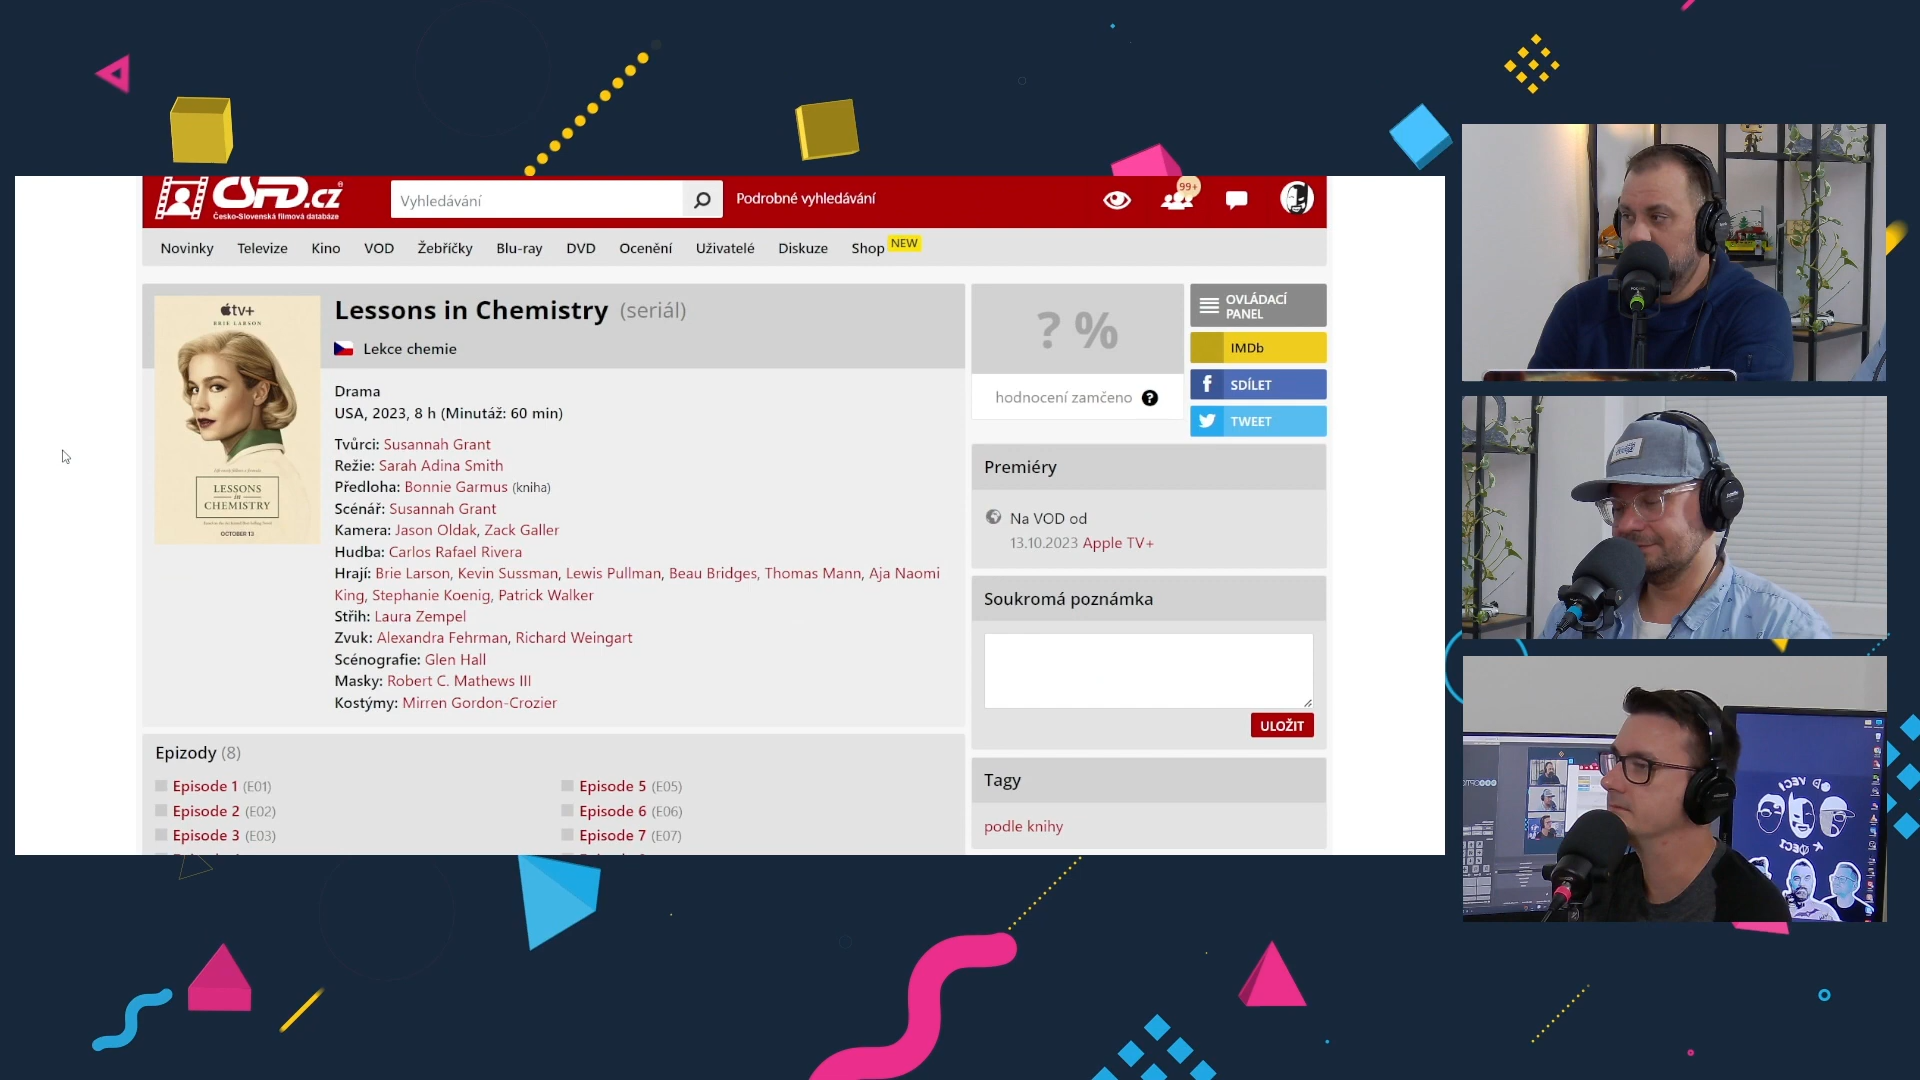 ČSFD.cz
Česko-Slovenská filmová databáze
Vyhledávání
Podrobné vyhledávání
99+
Novinky Televize Kino VOD Žebříčky Blu-ray DVD Ocenění Uživatelé Diskuze Shop NEW
tv+
BRIE LARSON
LESSONS
in
CHEMISTRY
OCTOBER 13
Lessons in Chemistry (seriál)
Lekce chemie
Drama
USA, 2023, 8 h (Minutáž: 60 min)
Tvůrci: Susannah Grant
Režie: Sarah Adina Smith
Předloha: Bonnie Garmus (kniha)
Scénář: Susannah Grant
Kamera: Jason Oldak, Zack Galler
Hudba: Carlos Rafael Rivera
Hrají: Brie Larson, Kevin Sussman, Lewis Pullman, Beau Bridges, Thomas Mann, Aja Naomi
King, Stephanie Koenig, Patrick Walker
Střih: Laura Zempel
Zvuk: Alexandra Fehrman, Richard Weingart
Scénografie: Glen Hall
Masky: Robert C. Mathews III
Kostýmy: Mirren Gordon-Crozier
Epizody (8)
Episode 1 (E01)
Episode 2 (E02)
Episode 3 (E03)
Episode 5 (E05)
Episode 6 (E06)
Episode 7 (E07)
? %
hodnocení zamčeno ?
OVLÁDACÍ
PANEL
IMDb
SDÍLET
TWEET
Premiéry
Na VOD od
13.10.2023 Apple TV+
Soukromá poznámka
ULOŽIT
Tagy
podle knihy